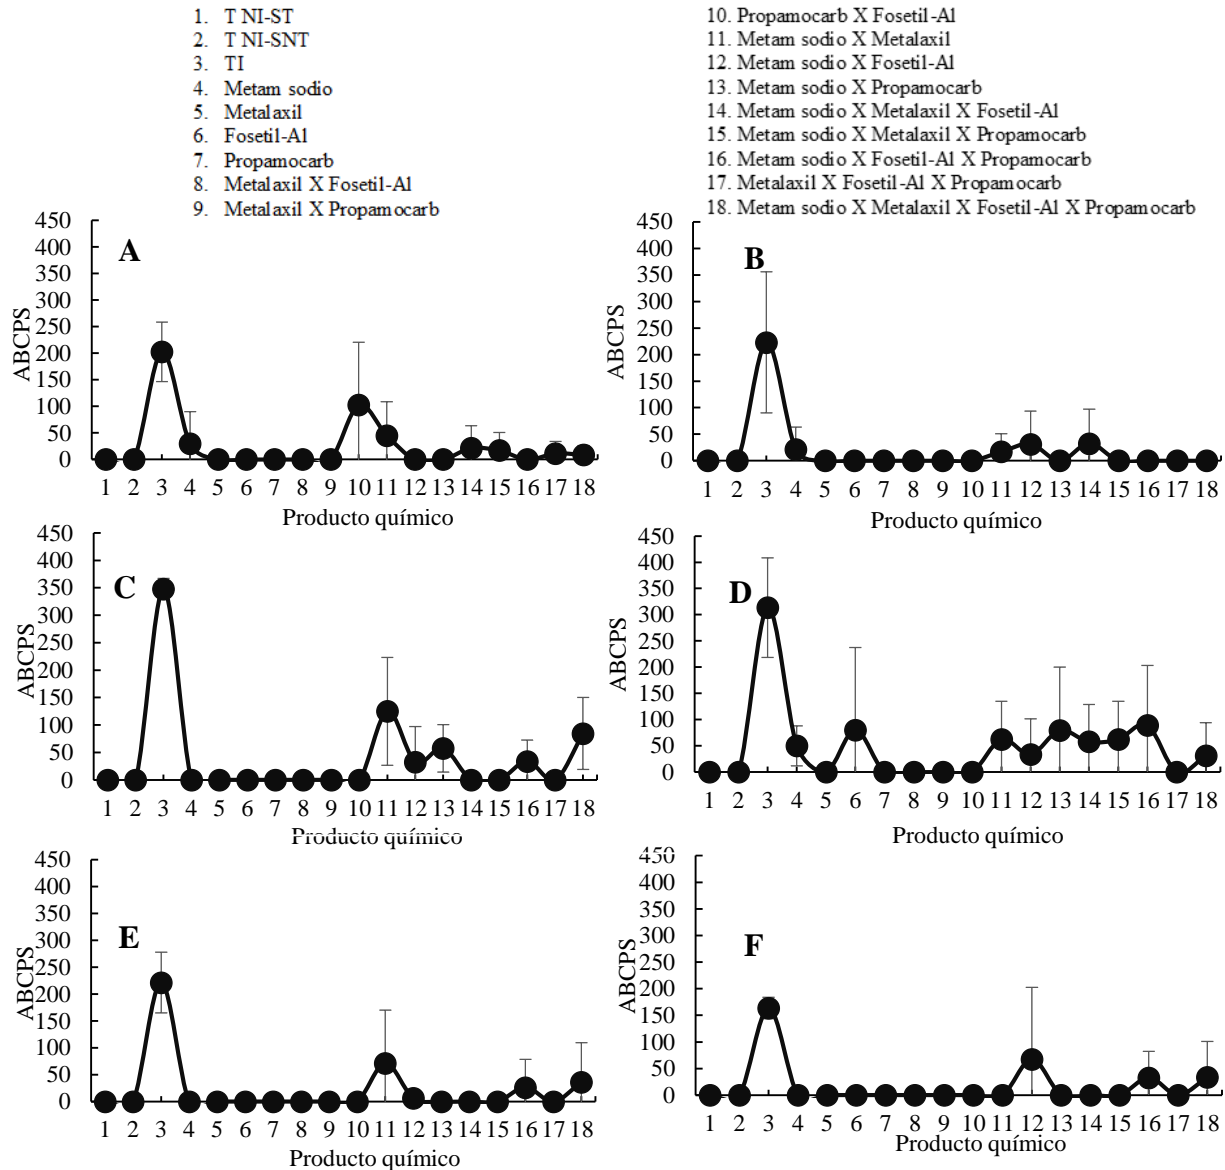 1. T NI-ST
2. T NI-SNT
3. TI
4. Metam sodio
5. Metalaxil
6. Fosetil-Al
7. Propamocarb
8. Metalaxil X Fosetil-Al
9. Metalaxil X Propamocarb
10. Propamocarb X Fosetil-Al
11. Metam sodio X Metalaxil
12. Metam sodio X Fosetil-Al
13. Metam sodio X Propamocarb
14. Metam sodio X Metalaxil X Fosetil-Al
15. Metam sodio X Metalaxil X Propamocarb
16. Metam sodio X Fosetil-Al X Propamocarb
17. Metalaxil X Fosetil-Al X Propamocarb
18. Metam sodio X Metalaxil X Fosetil-Al X Propamocarb
A
ABCPS
450
400
350
300
250
200
150
100
50
0
1 2 3 4 5 6 7 8 9 10 11 12 13 14 15 16 17 18
Producto químico
B
ABCPS
450
400
350
300
250
200
150
100
50
0
1 2 3 4 5 6 7 8 9 10 11 12 13 14 15 16 17 18
Producto químico
C
ABCPS
450
400
350
300
250
200
150
100
50
0
1 2 3 4 5 6 7 8 9 10 11 12 13 14 15 16 17 18
Producto químico
D
ABCPS
450
400
350
300
250
200
150
100
50
0
1 2 3 4 5 6 7 8 9 10 11 12 13 14 15 16 17 18
Producto químico
E
ABCPS
450
400
350
300
250
200
150
100
50
0
1 2 3 4 5 6 7 8 9 10 11 12 13 14 15 16 17 18
Producto químico
F
ABCPS
450
400
350
300
250
200
150
100
50
0
1 2 3 4 5 6 7 8 9 10 11 12 13 14 15 16 17 18
Producto químico